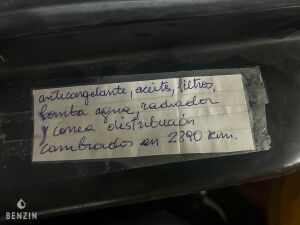 anticongelante, aceite, filtros,
bomba agua, radiador
y correa distribución
cambiados en 2390 km.
BENZIN